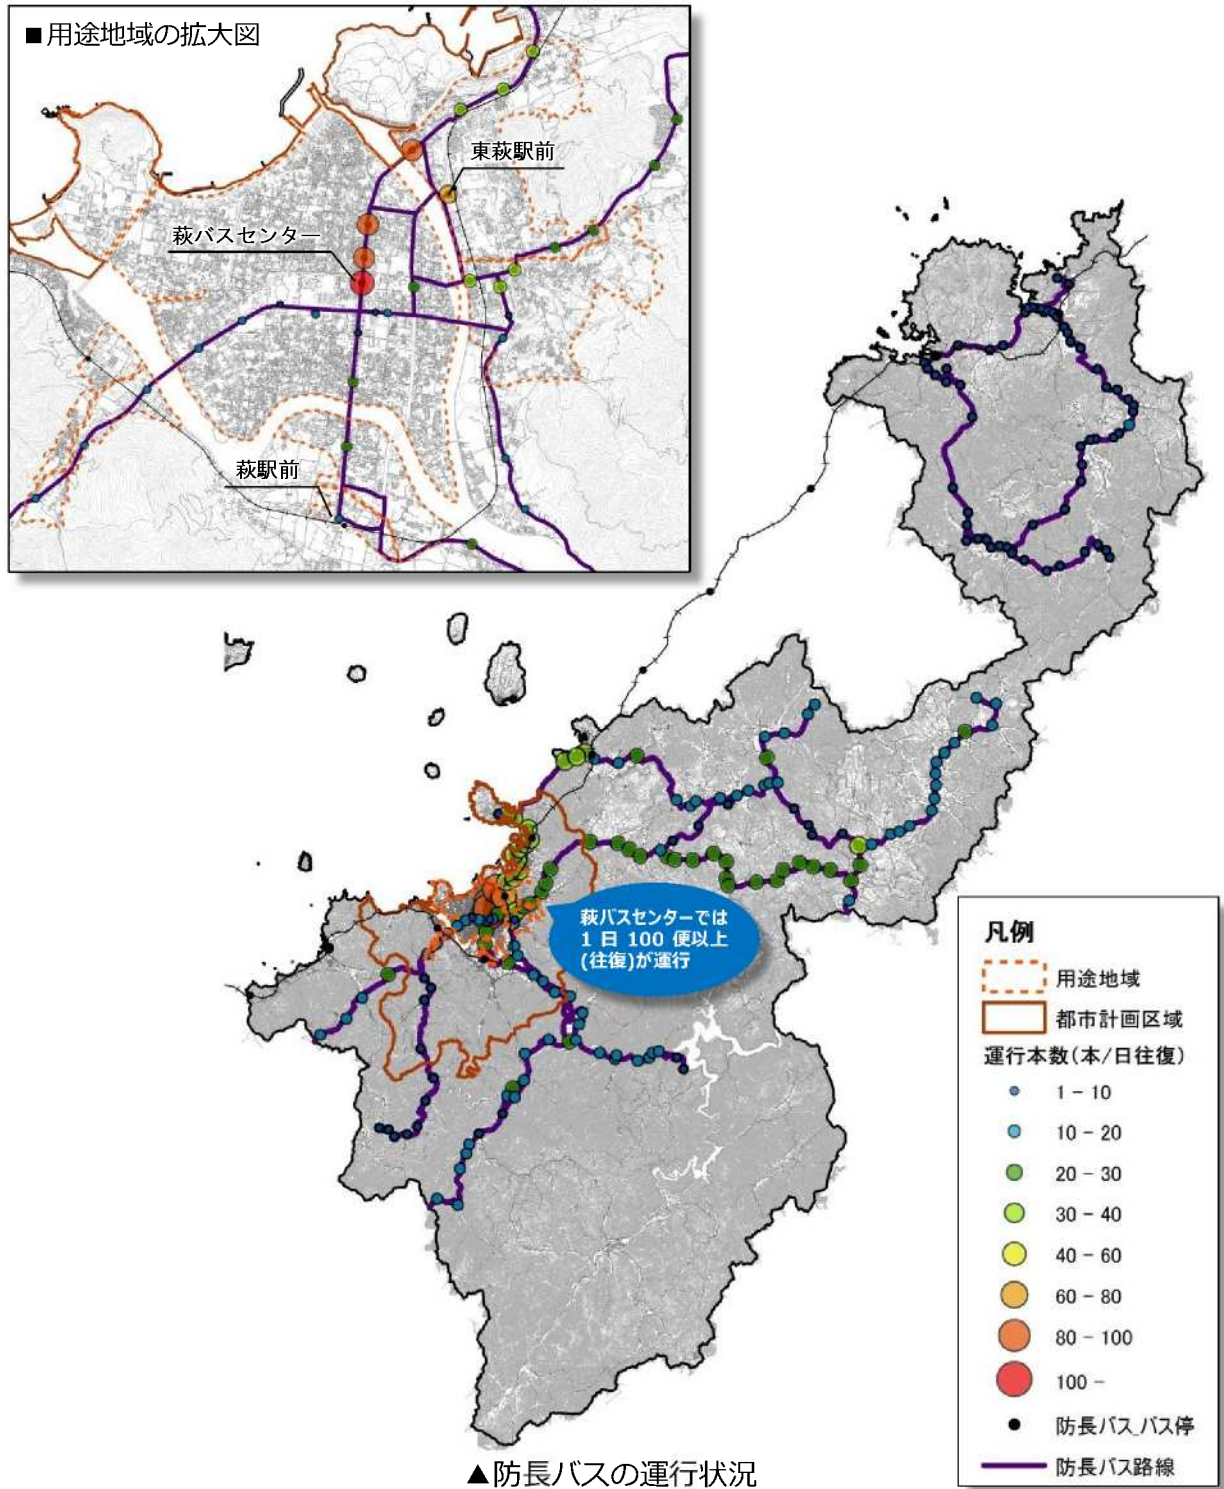 ■用途地域の拡大図
東萩駅前
萩バスセンター
萩駅前
萩バスセンターでは
1 日 100 便以上
(往復)が運行
凡例
用途地域
都市計画区域
運行本数(本/日往復)
1 - 10
10 - 20
20 - 30
30 - 40
40 - 60
60 - 80
80 - 100
100 -
防長バス_バス停
防長バス路線
▲防長バスの運行状況